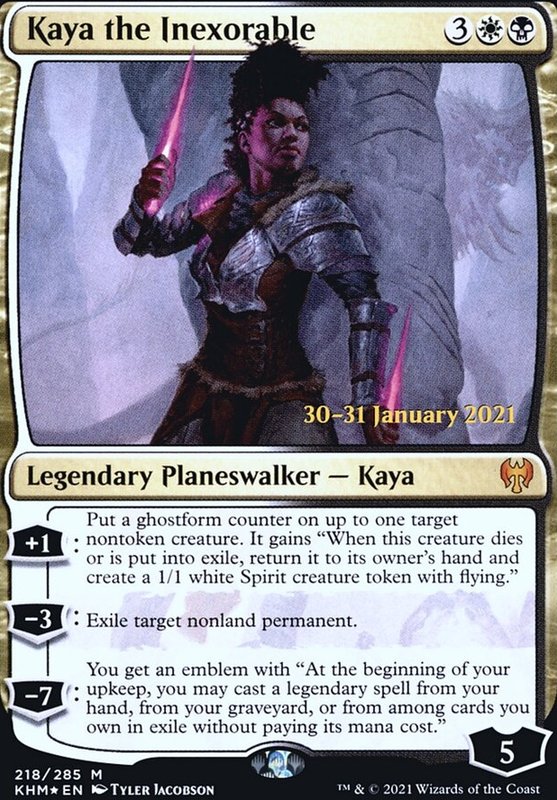 Kaya the Inexorable 3
30-31 January 2021
Legendary Planeswalker — Kaya
+1: Put a ghostform counter on up to one target
nontoken creature. It gains “When this creature dies
or is put into exile, return it to its owner’s hand and
create a 1/1 white Spirit creature token with flying.”
-3: Exile target nonland permanent.
-7: You get an emblem with “At the beginning of your
upkeep, you may cast a legendary spell from your
hand, from your graveyard, or from among cards you
own in exile without paying its mana cost.”
5
218/285 M
KHM★EN Tyler Jacobson
™ & © 2021 Wizards of the Coast